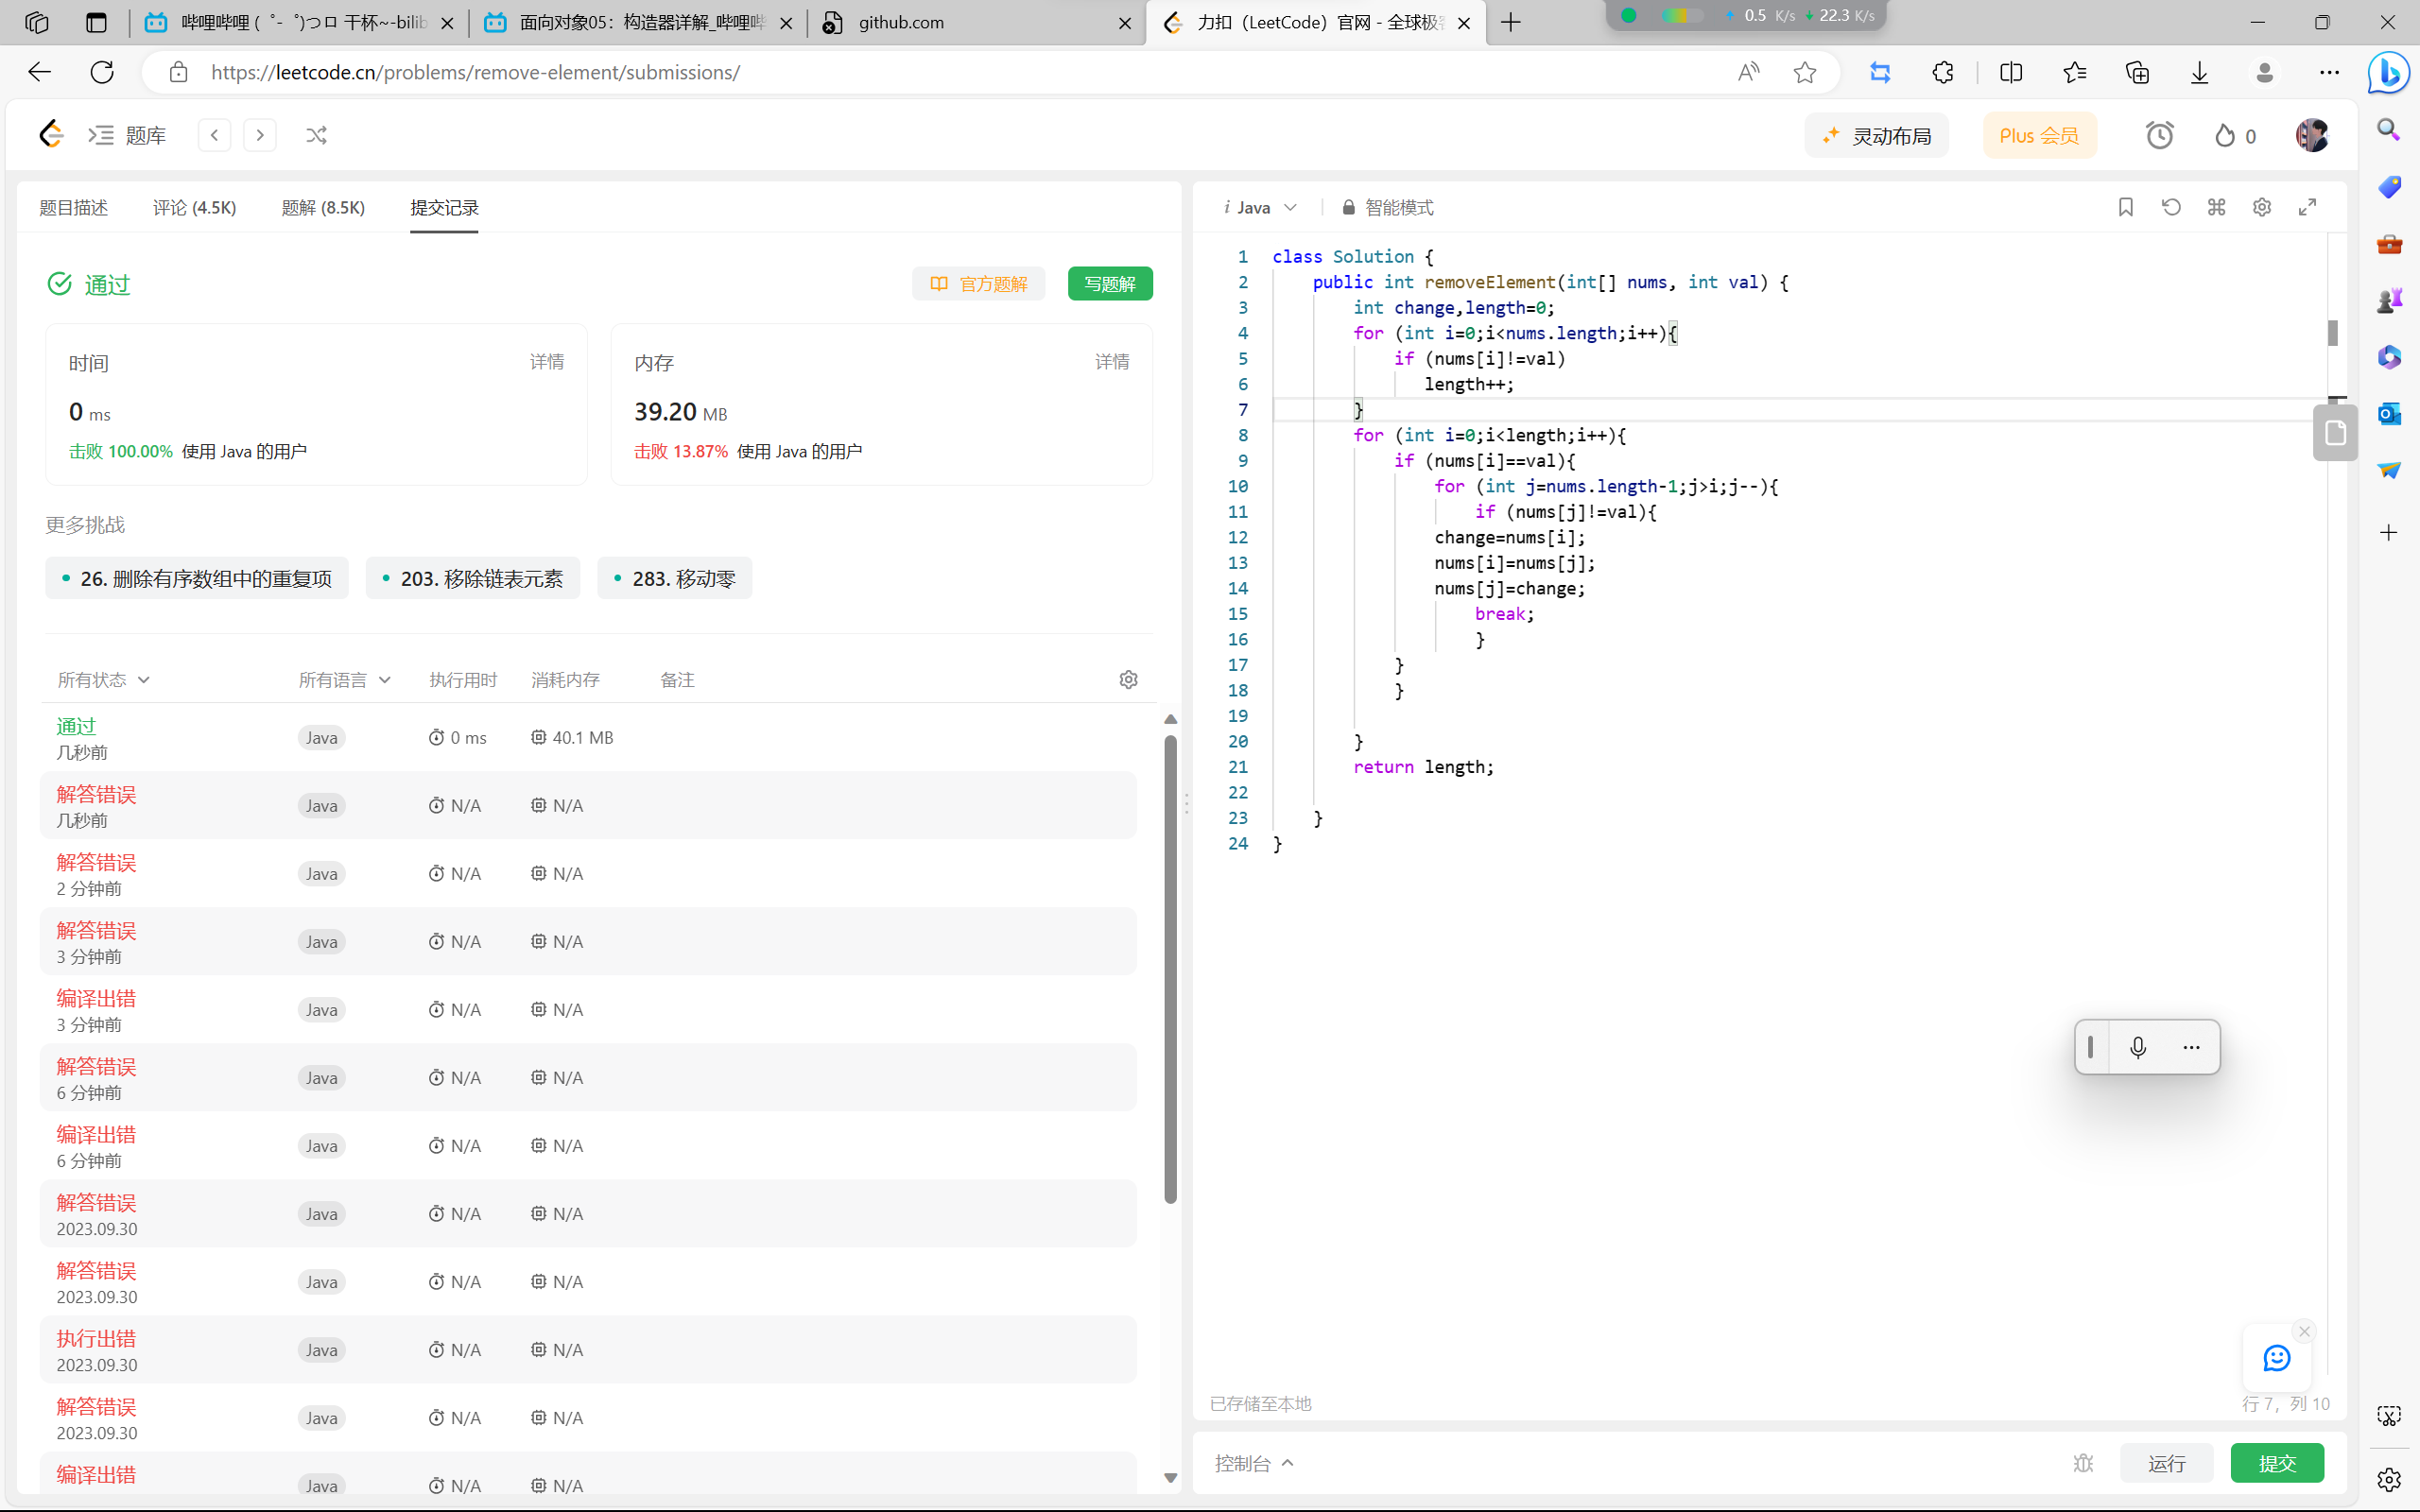 哔哩哔哩 (゜-゜)つロ 干杯~-bilib
面向对象05：构造器详解_哔哩哔
github.com
力扣（LeetCode）官网 - 全球极
0.5 K/s 22.3 K/s
https://leetcode.cn/problems/remove-element/submissions/
题库
灵动布局
Plus 会员
0
题目描述 评论 (4.5K) 题解 (8.5K) 提交记录
通过
官方题解
写题解
时间 详情
0 ms
击败 100.00% 使用 Java 的用户
内存 详情
39.20 MB
击败 13.87% 使用 Java 的用户
更多挑战
26. 删除有序数组中的重复项
203. 移除链表元素
283. 移动零
所有状态 所有语言 执行用时 消耗内存 备注
通过
几秒前
Java 0 ms 40.1 MB
解答错误
几秒前
Java N/A N/A
解答错误
2 分钟前
Java N/A N/A
解答错误
3 分钟前
Java N/A N/A
编译出错
3 分钟前
Java N/A N/A
解答错误
6 分钟前
Java N/A N/A
编译出错
6 分钟前
Java N/A N/A
解答错误
2023.09.30
Java N/A N/A
解答错误
2023.09.30
Java N/A N/A
执行出错
2023.09.30
Java N/A N/A
解答错误
2023.09.30
Java N/A N/A
编译出错
Java N/A N/A
i Java 智能模式
1 class Solution {
2 public int removeElement(int[] nums, int val) {
3 int change,length=0;
4 for (int i=0;i<nums.length;i++){
5 if (nums[i]!=val)
6 length++;
7 }
8 for (int i=0;i<length;i++){
9 if (nums[i]==val){
10 for (int j=nums.length-1;j>i;j--){
11 if (nums[j]!=val){
12 change=nums[i];
13 nums[i]=nums[j];
14 nums[j]=change;
15 break;
16 }
17 }
18 }
19
20 }
21 return length;
22
23 }
24 }
已存储至本地
行 7， 列 10
控制台
运行
提交